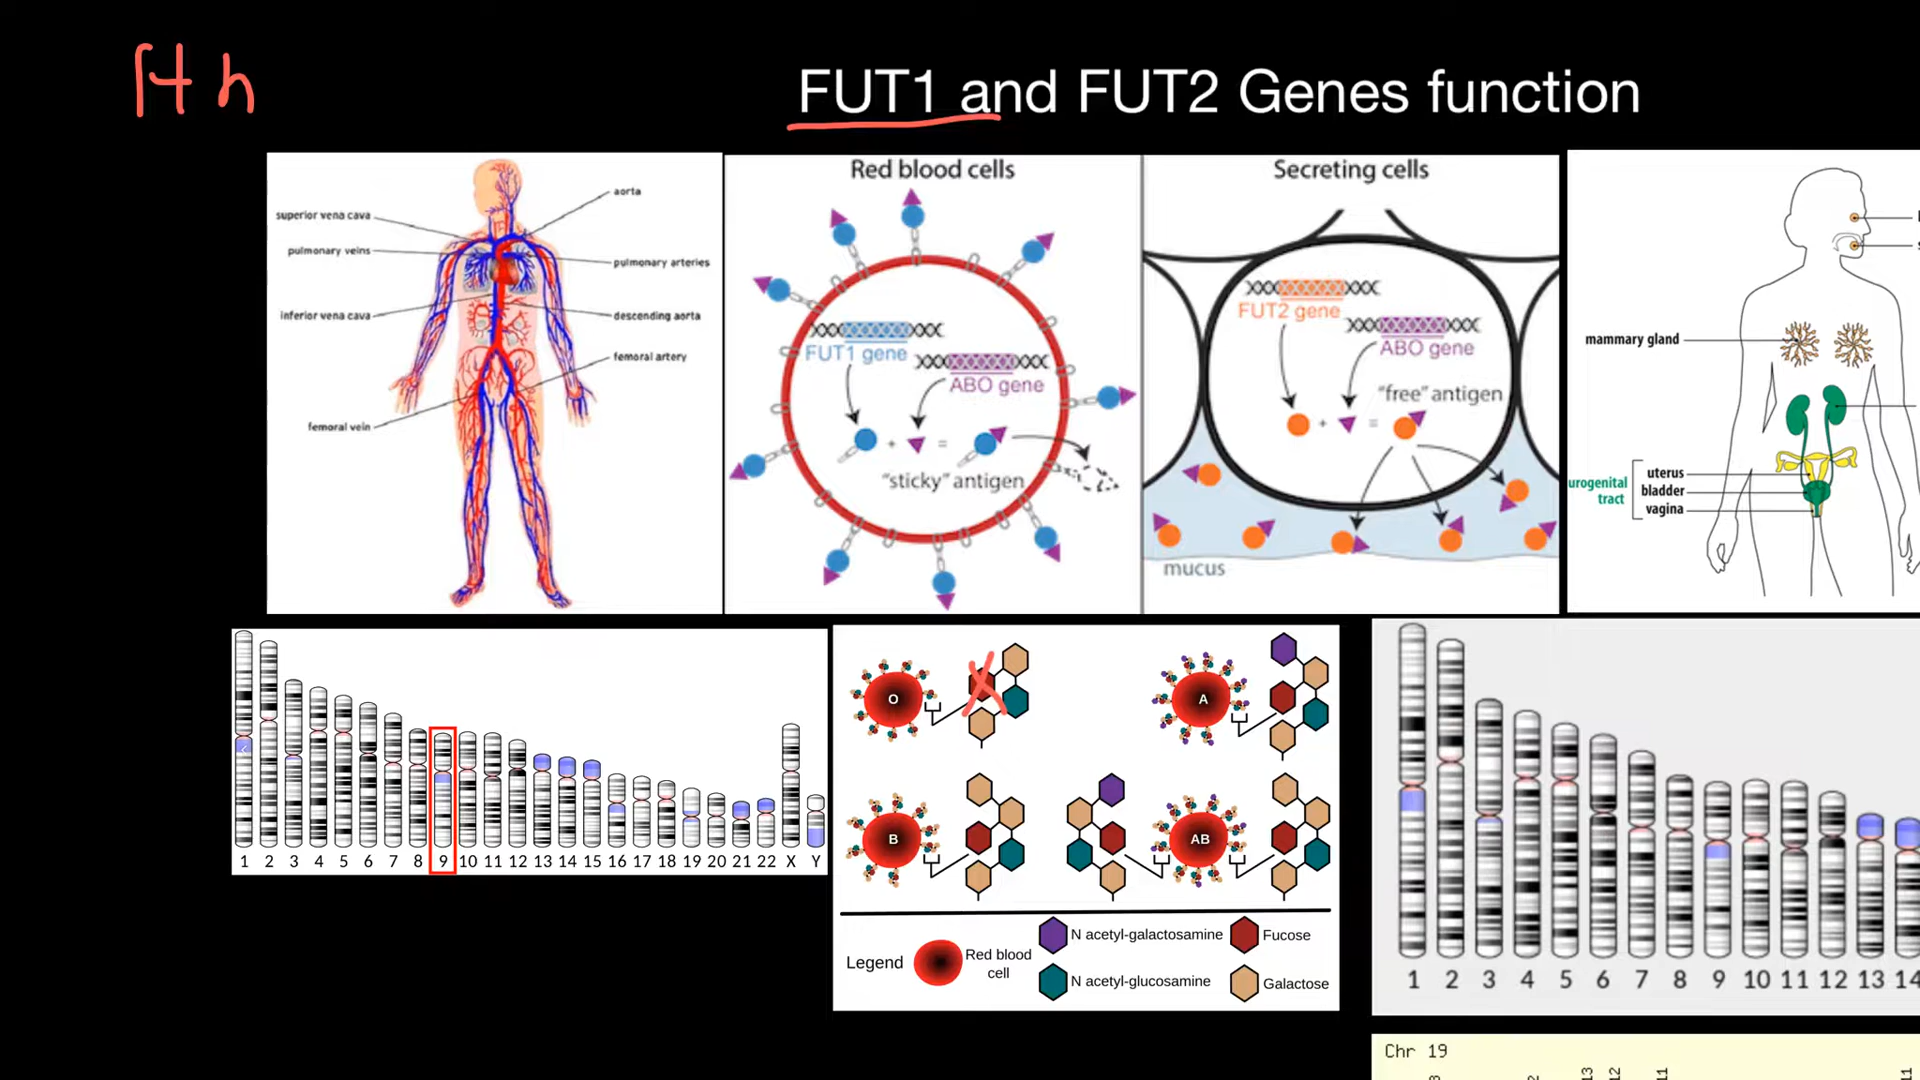 H h
FUT1 and FUT2 Genes function
aorta
superior vena cava
pulmonary veins
pulmonary arteries
inferior vena cava
descending aorta
femoral artery
femoral vein
Red blood cells
FUT1 gene
ABO gene
+ =
"sticky" antigen
Secreting cells
FUT2 gene
ABO gene
"free" antigen
+ =
mucus
mammary gland
urogenital
tract
uterus
bladder
vagina
1 2 3 4 5 6 7 8 9 10 11 12 13 14 15 16 17 18 19 20 21 22 X Y
O
A
B
AB
Legend
Red blood
cell
N acetyl-galactosamine
Fucose
N acetyl-glucosamine
Galactose
1 2 3 4 5 6 7 8 9 10 11 12 13 14
Chr 19
13
12
11
11